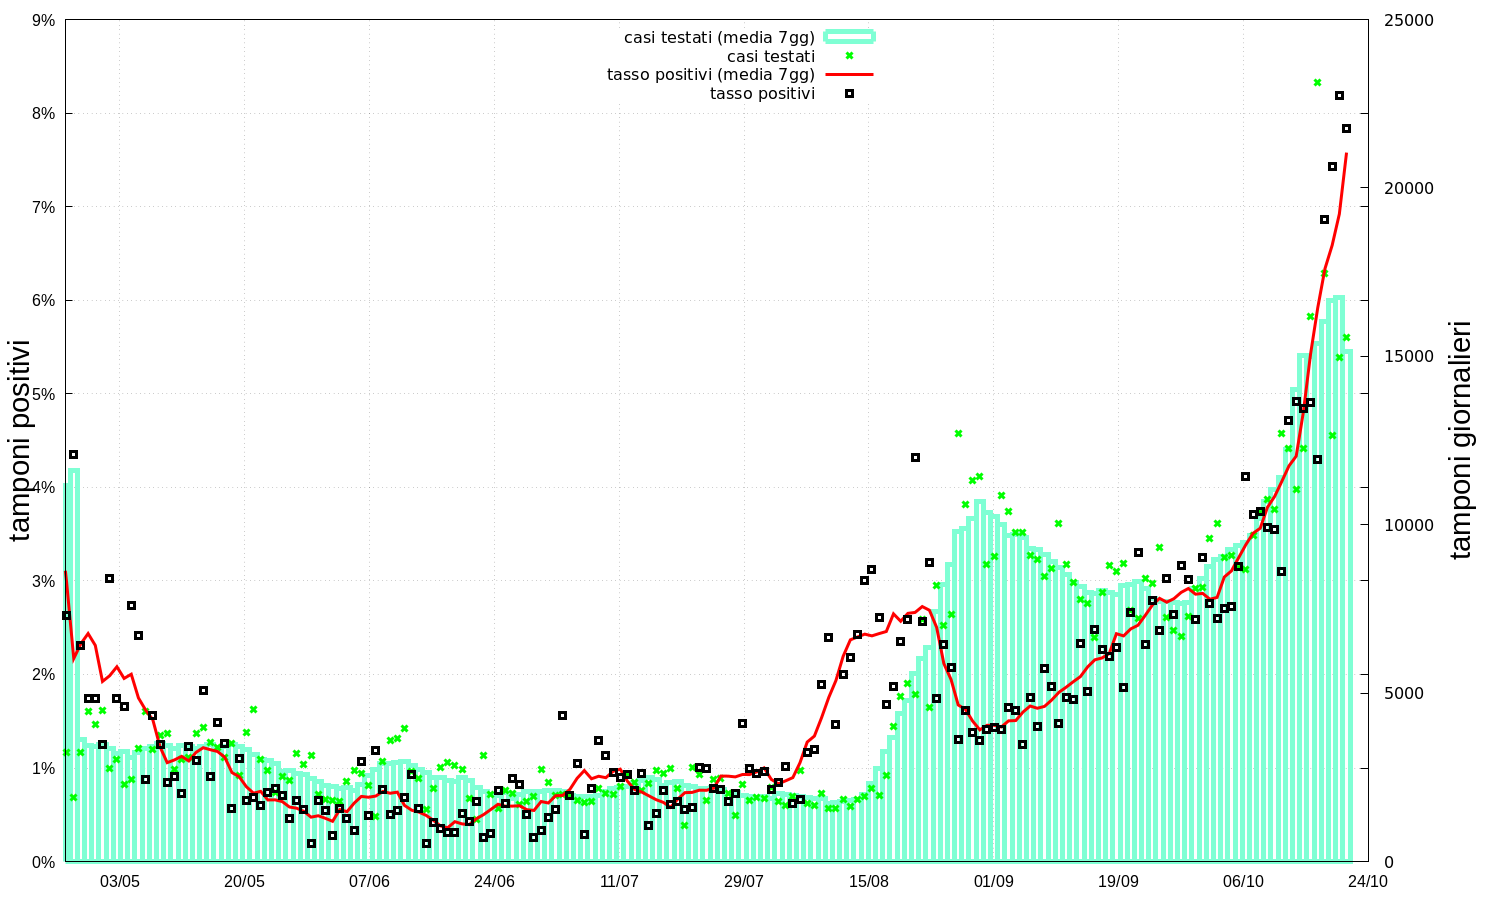 casi testati (media 7gg)
casi testati
tasso positivi (media 7gg)
tasso positivi
9%
8%
7%
6%
5%
4%
3%
2%
1%
0%
tamponi positivi
25000
20000
15000
10000
5000
0
tamponi giornalieri
03/05 20/05 07/06 24/06 11/07 29/07 15/08 01/09 19/09 06/10 24/10